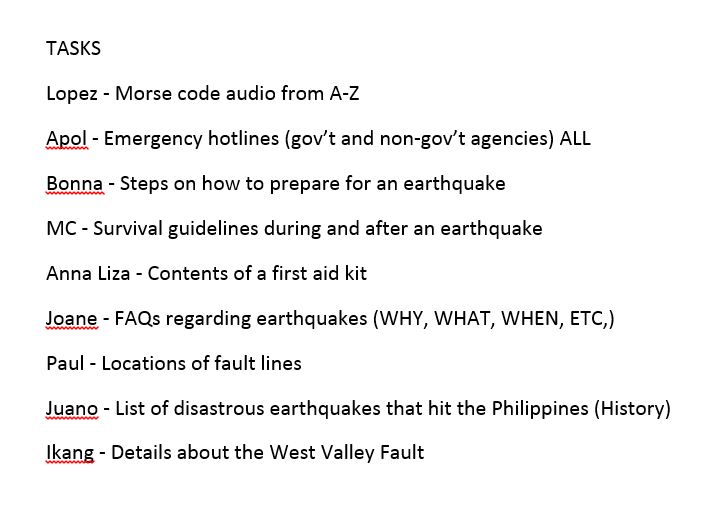 TASKS
Lopez - Morse code audio from A-Z
Apol - Emergency hotlines (gov’t and non-gov’t agencies) ALL
Bonna - Steps on how to prepare for an earthquake
MC - Survival guidelines during and after an earthquake
Anna Liza - Contents of a first aid kit
Joane - FAQs regarding earthquakes (WHY, WHAT, WHEN, ETC,)
Paul - Locations of fault lines
Juano - List of disastrous earthquakes that hit the Philippines (History)
Ikang - Details about the West Valley Fault